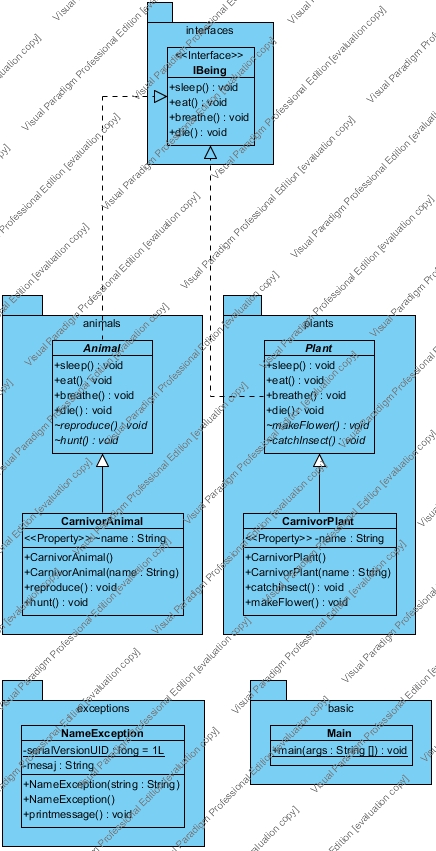 interfaces
<<Interface>>
IBeing
+sleep() : void
+eat() : void
+breathe() : void
+die() : void
animals
Animal
+sleep() : void
+eat() : void
+breathe() : void
+die() : void
~reproduce() : void
~hunt() : void
CarnivorAnimal
<<Property>> ~name : String
+CarnivorAnimal()
+CarnivorAnimal(name : String)
+reproduce() : void
+hunt() : void
plants
Plant
+sleep() : void
+eat() : void
+breathe() : void
+die() : void
~makeFlower() : void
~catchInsect() : void
CarnivorPlant
<<Property>> -name : String
+CarnivorPlant()
+CarnivorPlant(name : String)
+catchInsect() : void
+makeFlower() : void
exceptions
NameException
-serialVersionUID : long = 1L
-mesaj : String
+NameException(string : String)
+NameException()
+printmessage() : void
basic
Main
+main(args : String []) : void
Visual Paradigm Professional Edition [evaluation copy]